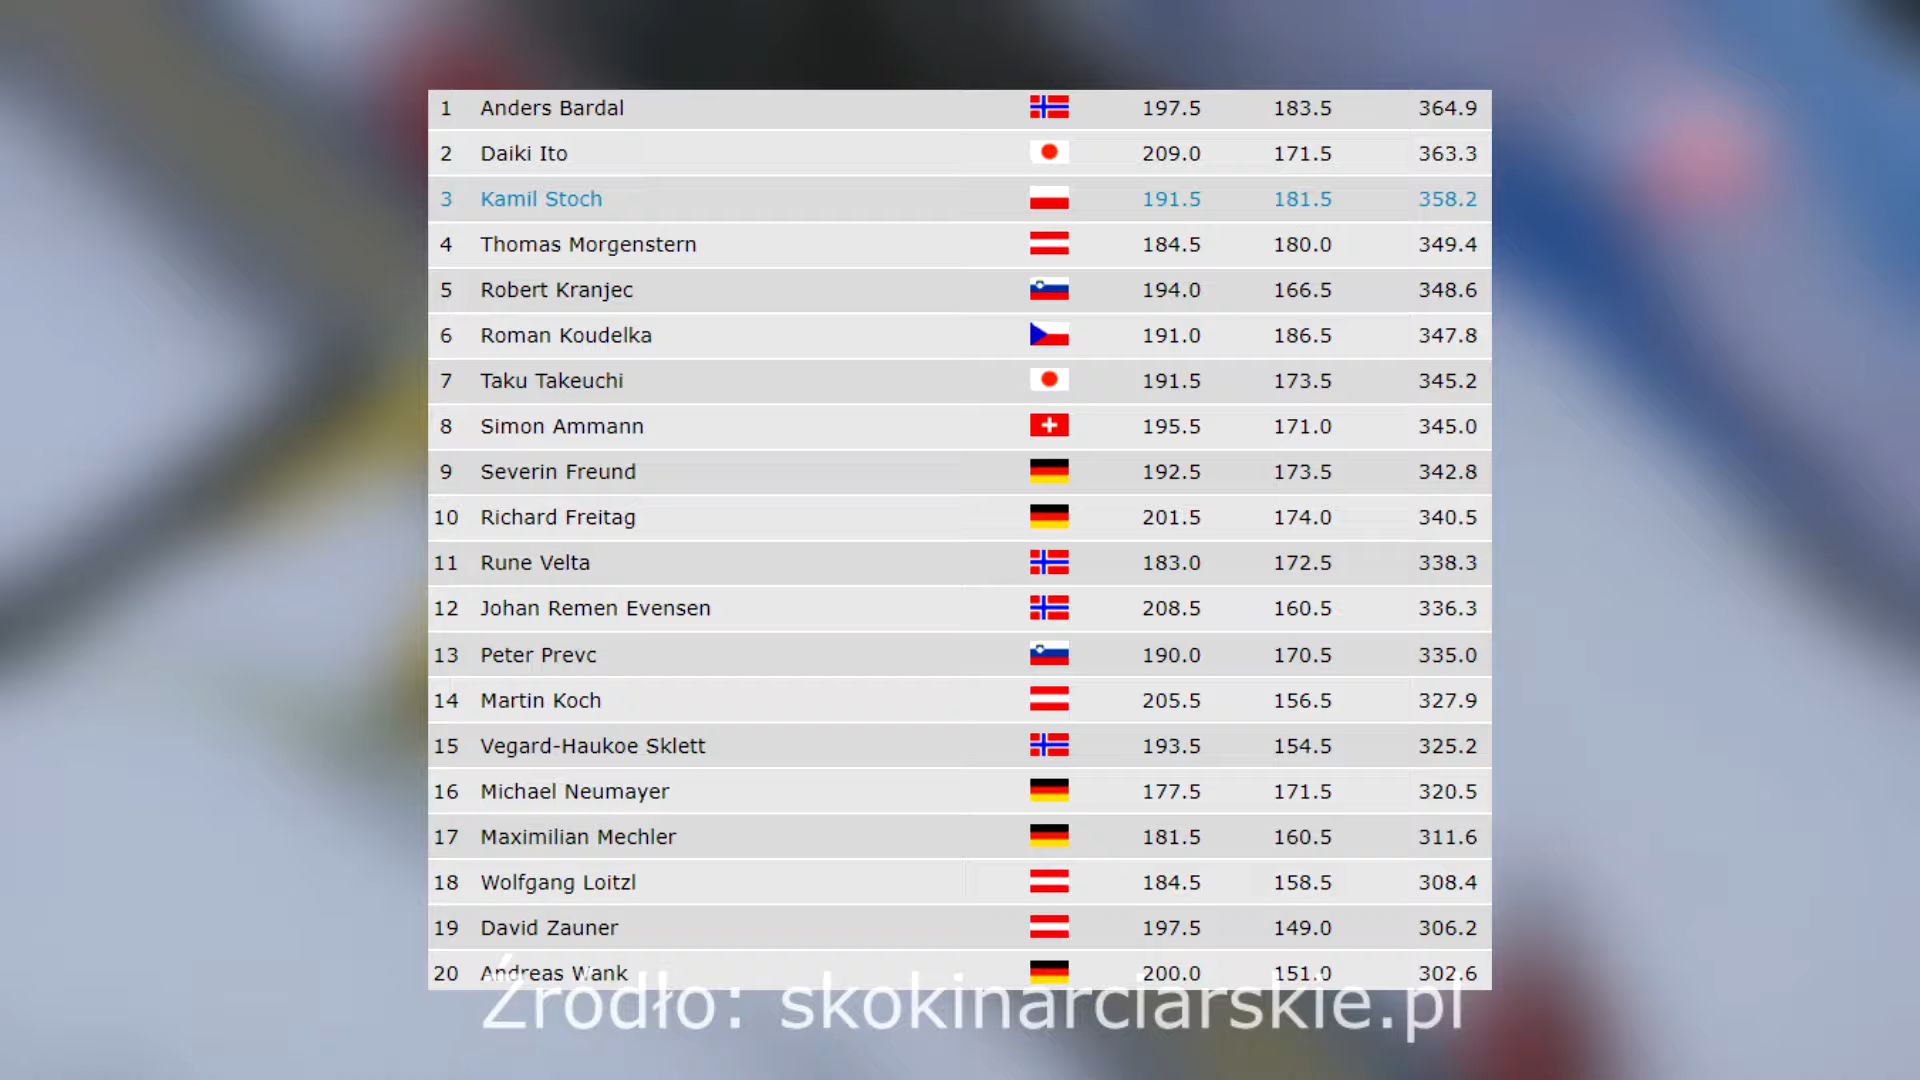 1 Anders Bardal 197.5 183.5 364.9
2 Daiki Ito 209.0 171.5 363.3
3 Kamil Stoch 191.5 181.5 358.2
4 Thomas Morgenstern 184.5 180.0 349.4
5 Robert Kranjec 194.0 166.5 348.6
6 Roman Koudelka 191.0 186.5 347.8
7 Taku Takeuchi 191.5 173.5 345.2
8 Simon Ammann 195.5 171.0 345.0
9 Severin Freund 192.5 173.5 342.8
10 Richard Freitag 201.5 174.0 340.5
11 Rune Velta 183.0 172.5 338.3
12 Johan Remen Evensen 208.5 160.5 336.3
13 Peter Prevc 190.0 170.5 335.0
14 Martin Koch 205.5 156.5 327.9
15 Vegard-Haukoe Sklett 193.5 154.5 325.2
16 Michael Neumayer 177.5 171.5 320.5
17 Maximilian Mechler 181.5 160.5 311.6
18 Wolfgang Loitzl 184.5 158.5 308.4
19 David Zauner 197.5 149.0 306.2
20 Andreas Wank 200.0 151.0 302.6
Źródło: skokinarciarskie.pl